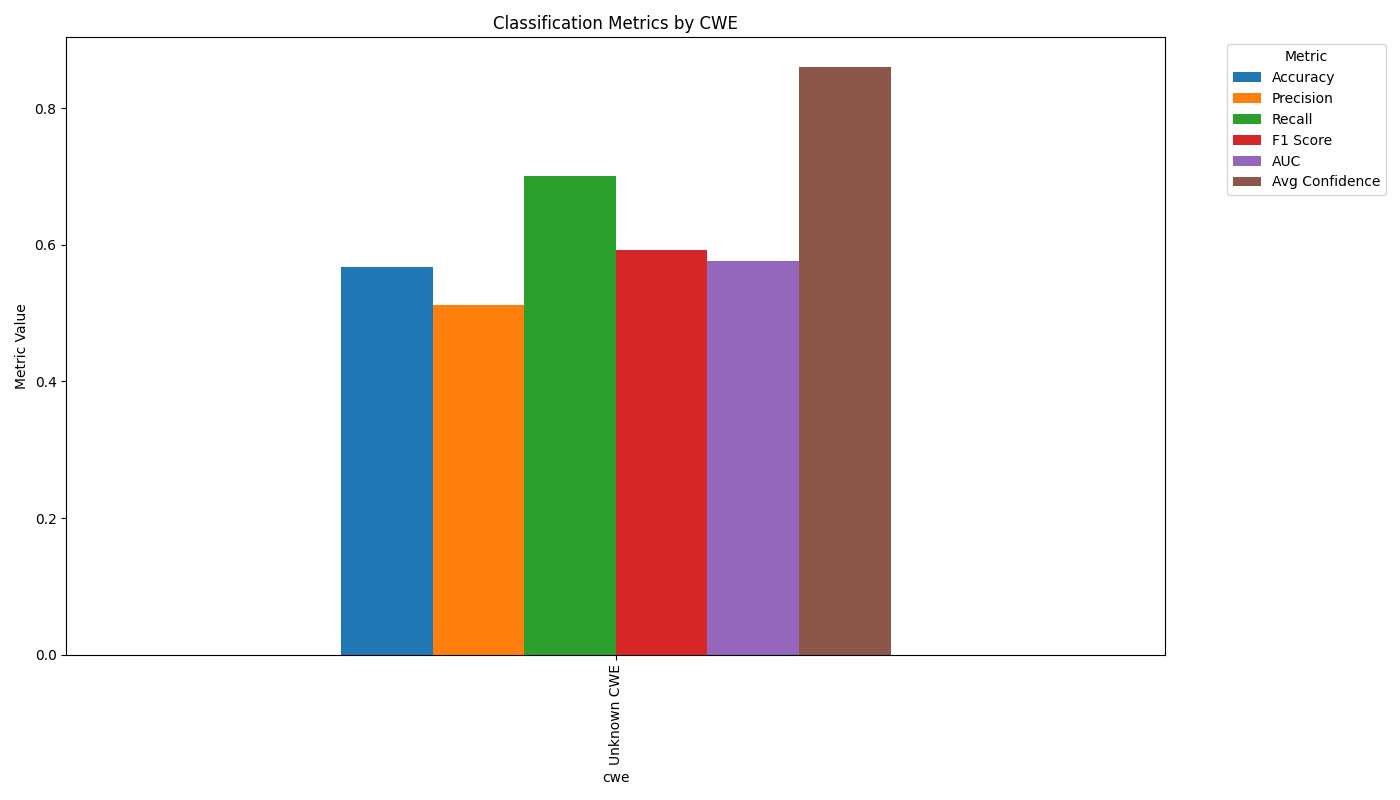 Classification Metrics by CWE
Metric
Accuracy
Precision
Recall
F1 Score
AUC
Avg Confidence
Metric Value
0.8
0.6
0.4
0.2
0.0
Unknown CWE
cwe